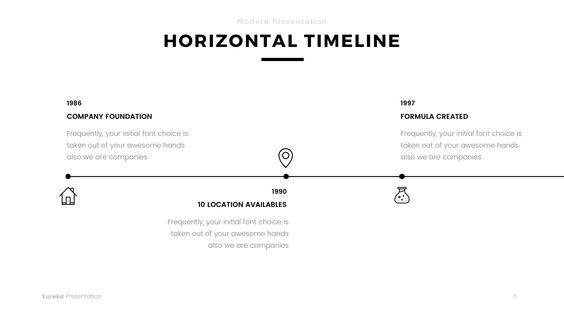 Modern Presentation
HORIZONTAL TIMELINE
1986
COMPANY FOUNDATION
Frequently, your initial font choice is
taken out of your awesome hands
also we are companies
1997
FORMULA CREATED
Frequently, your initial font choice is
taken out of your awesome hands
also we are companies
1990
10 LOCATION AVAILABLES
Frequently, your initial font choice is
taken out of your awesome hands
also we are companies
Eureka Presentation
15